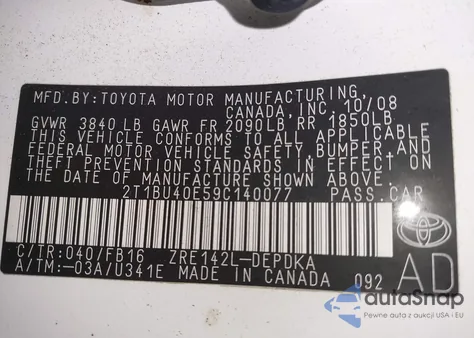 MFD.BY:TOYOTA MOTOR MANUFACTURING,
CANADA, INC. 10/08
GVWR 3840LB GAWR FR 2090LB RR 1850LB
THIS VEHICLE CONFORMS TO ALL APPLICABLE
FEDERAL MOTOR VEHICLE SAFETY, BUMPER, AND
THEFT PREVENTION STANDARDS IN EFFECT ON
THE DATE OF MANUFACTURE SHOWN ABOVE.
2T1BU40E59C140077 PASS.CAR
C/TR:040/FB16 ZRE142L-DEPDKA
A/TM:-03A/U341E MADE IN CANADA 092
AD
autoSnap
Pewne auta z aukcji USA i EU